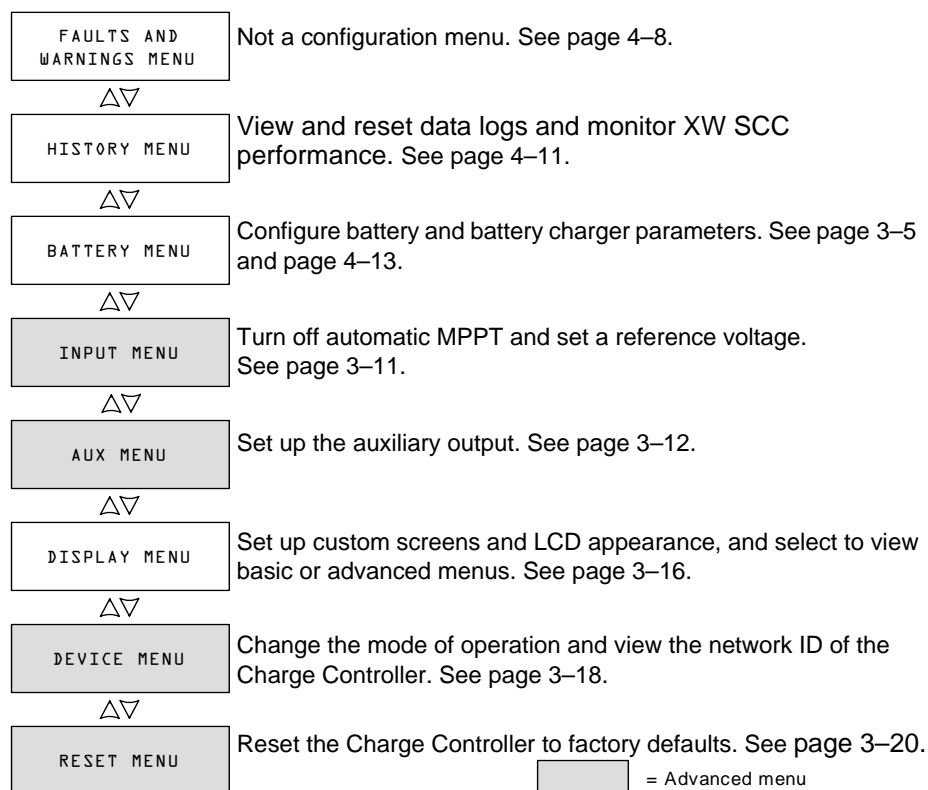 FAULTS AND
WARNINGS MENU
Not a configuration menu. See page 4–8.
HISTORY MENU
View and reset data logs and monitor XW SCC
performance. See page 4–11.
BATTERY MENU
Configure battery and battery charger parameters. See page 3–5
and page 4–13.
INPUT MENU
Turn off automatic MPPT and set a reference voltage.
See page 3–11.
AUX MENU
Set up the auxiliary output. See page 3–12.
DISPLAY MENU
Set up custom screens and LCD appearance, and select to view
basic or advanced menus. See page 3–16.
DEVICE MENU
Change the mode of operation and view the network ID of the
Charge Controller. See page 3–18.
RESET MENU
Reset the Charge Controller to factory defaults. See page 3–20.
= Advanced menu